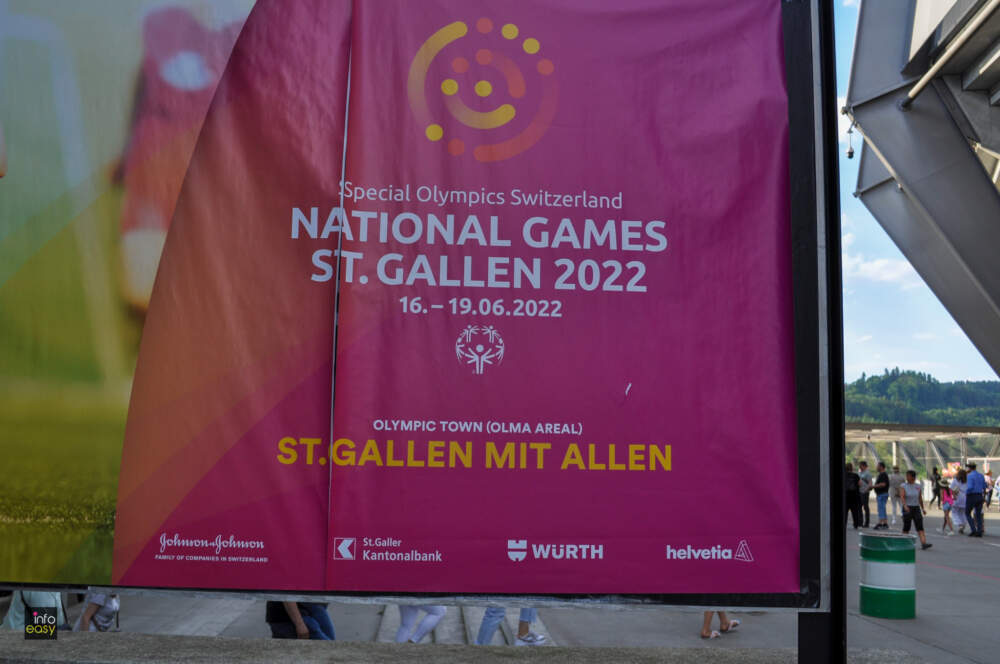 Special Olympics Switzerland
NATIONAL GAMES
ST. GALLEN 2022
16. – 19.06.2022
OLYMPIC TOWN (OLMA AREAL)
ST.GALLEN MIT ALLEN
Johnson & Johnson
FAMILY OF COMPANIES IN SWITZERLAND
St.Galler
Kantonalbank
WÜRTH
helvetia
info
easy